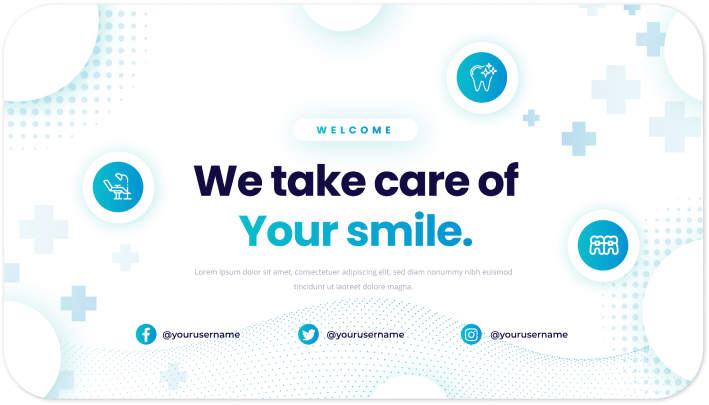 WELCOME
We take care of
Your smile.
Lorem ipsum dolor sit amet, consectetuer adipiscing elit, sed diam nonummy nibh euismod
tincidunt ut laoreet dolore magna.
@yourusername
@yourusername
@yourusername